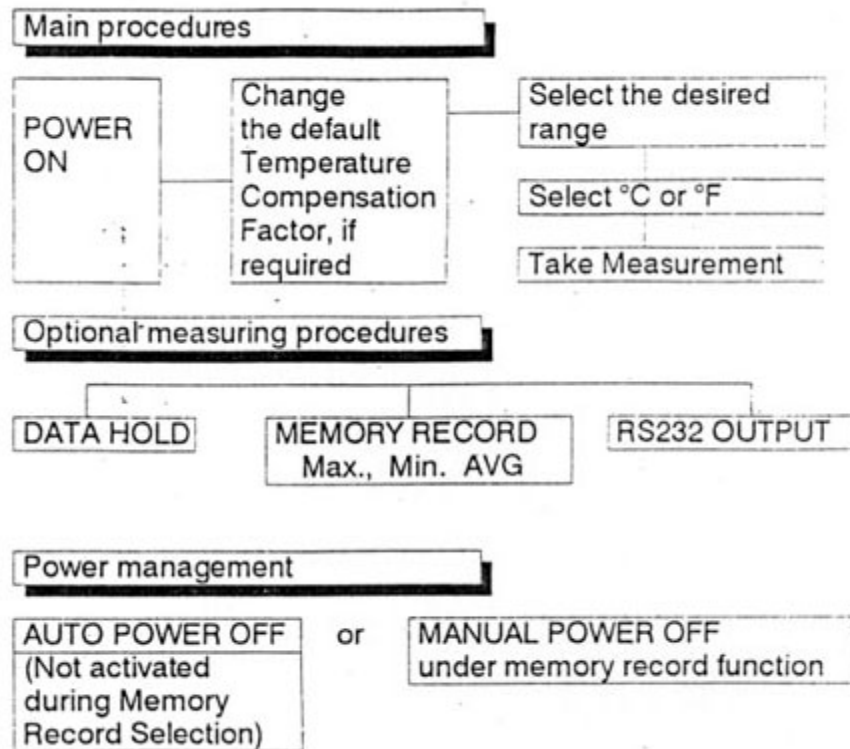 Main procedures
POWER
ON
Change
the default
Temperature
Compensation
Factor, if
required
Select the desired
range
Select °C or °F
Take Measurement
Optional measuring procedures
DATA HOLD
MEMORY RECORD
Max., Min. AVG
RS232 OUTPUT
Power management
AUTO POWER OFF
(Not activated
during Memory
Record Selection)
or
MANUAL POWER OFF
under memory record function